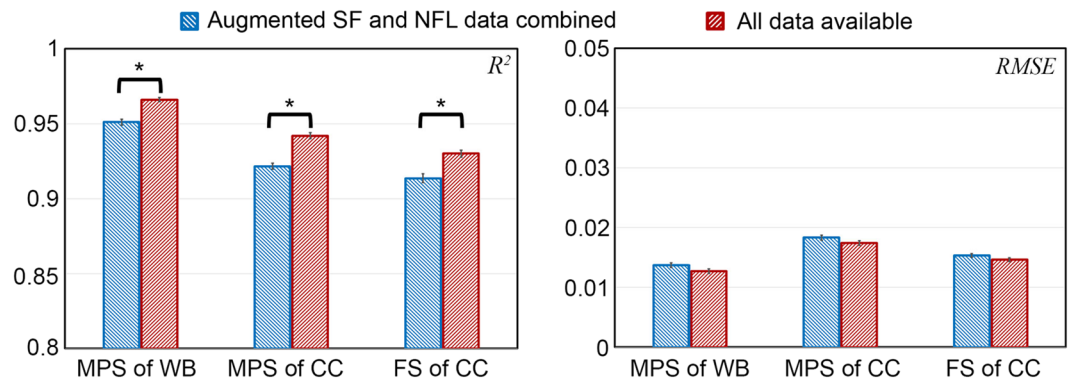 Augmented SF and NFL data combined
All data available
1
0.95
0.9
0.85
0.8
R²
*
*
*
MPS of WB
MPS of CC
FS of CC
0.05
0.04
0.03
0.02
0.01
0
RMSE
MPS of WB
MPS of CC
FS of CC